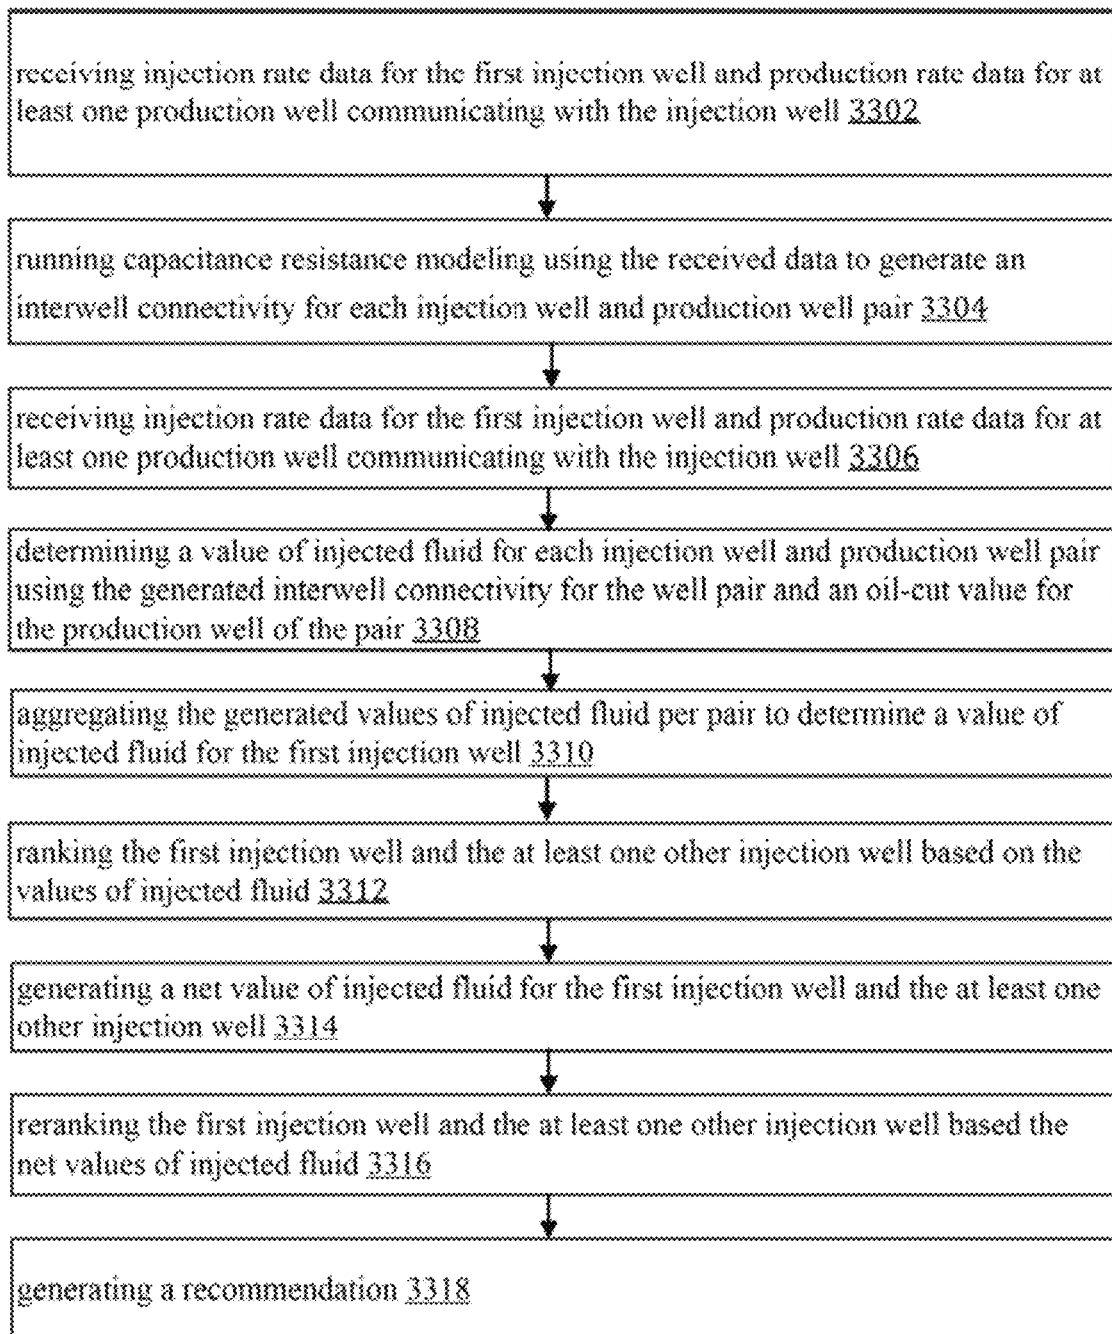 receiving injection rate data for the first injection well and production rate data for at
least one production well communicating with the injection well 3302
running capacitance resistance modeling using the received data to generate an
interwell connectivity for each injection well and production well pair 3304
receiving injection rate data for the first injection well and production rate data for at
least one production well communicating with the injection well 3306
determining a value of injected fluid for each injection well and production well pair
using the generated interwell connectivity for the well pair and an oil-cut value for
the production well of the pair 3308
aggregating the generated values of injected fluid per pair to determine a value of
injected fluid for the first injection well 3310
ranking the first injection well and the at least one other injection well based on the
values of injected fluid 3312
generating a net value of injected fluid for the first injection well and the at least one
other injection well 3314
reranking the first injection well and the at least one other injection well based the
net values of injected fluid 3316
generating a recommendation 3318